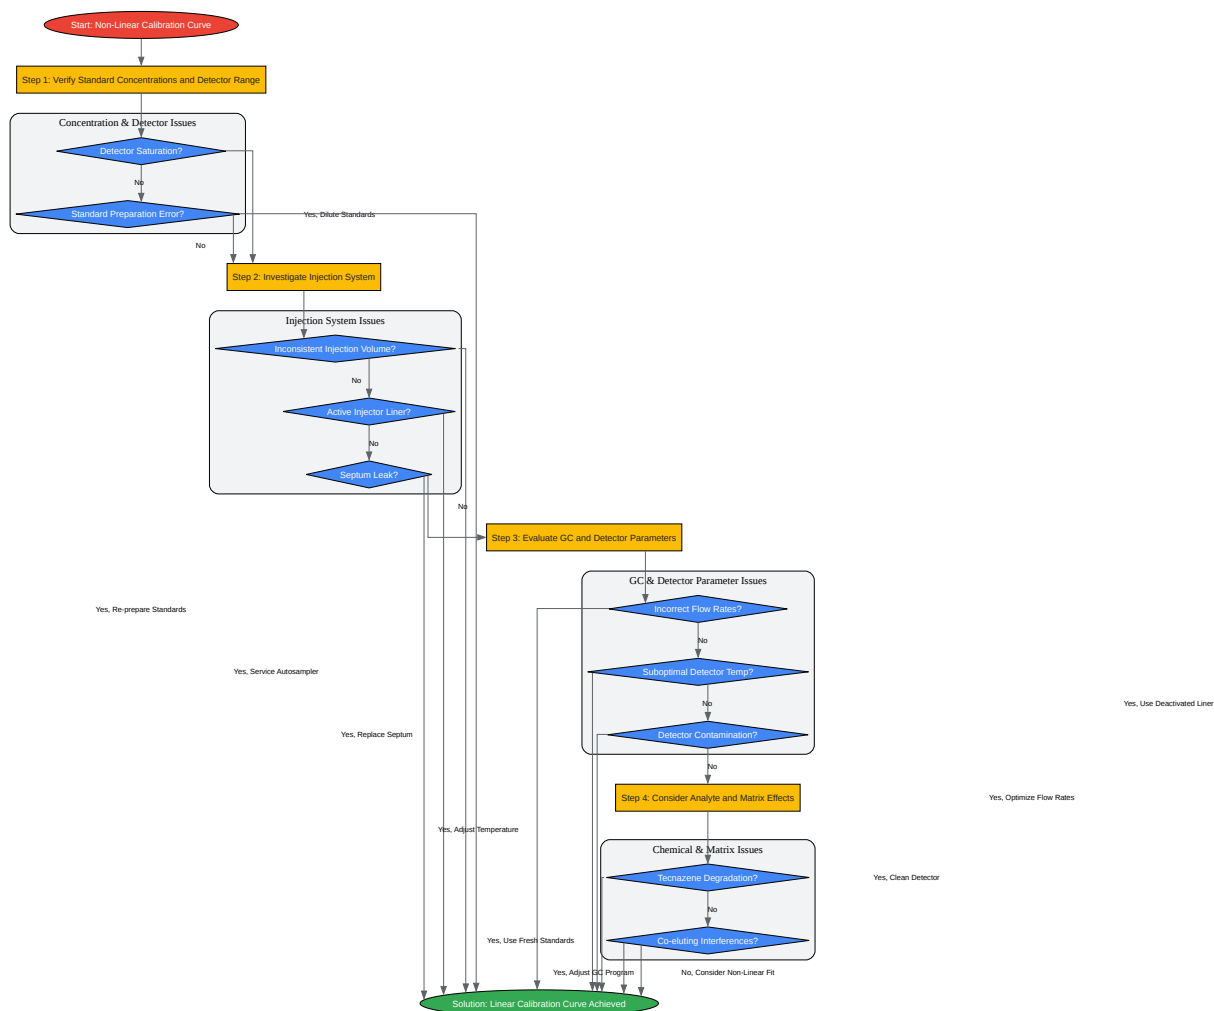 Start: Non-Linear Calibration Curve
Step 1: Verify Standard Concentrations and Detector Range
Concentration & Detector Issues
Detector Saturation?
No
Standard Preparation Error?
Yes, Dilute Standards
No
Step 2: Investigate Injection System
Injection System Issues
Inconsistent Injection Volume?
No
Active Injector Liner?
No
Septum Leak?
No
Step 3: Evaluate GC and Detector Parameters
GC & Detector Parameter Issues
Incorrect Flow Rates?
Yes, Re-prepare Standards
No
Yes, Service Autosampler
Suboptimal Detector Temp?
No
Yes, Use Deactivated Liner
Yes, Replace Septum
Detector Contamination?
No
Step 4: Consider Analyte and Matrix Effects
Yes, Optimize Flow Rates
Yes, Adjust Temperature
Chemical & Matrix Issues
Tecnazene Degradation?
Yes, Clean Detector
No
Yes, Use Fresh Standards
Co-eluting Interferences?
Yes, Adjust GC Program
No, Consider Non-Linear Fit
Solution: Linear Calibration Curve Achieved